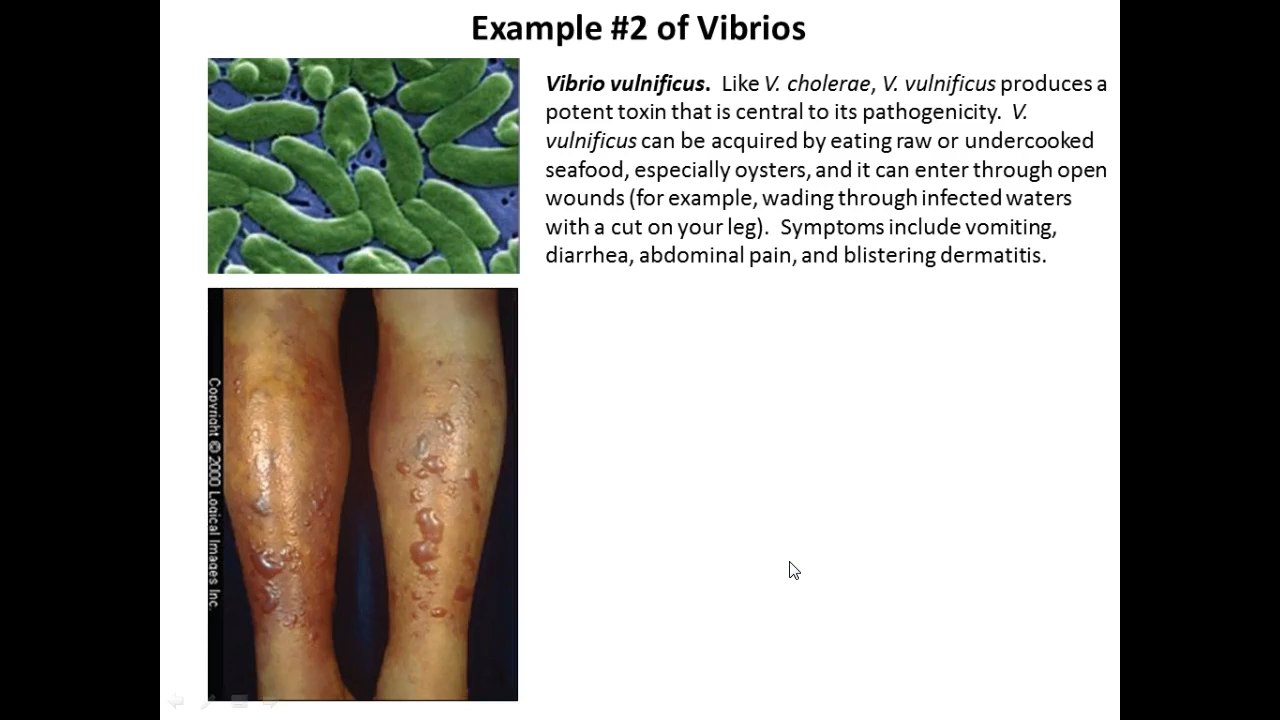 Example #2 of Vibrios
Vibrio vulnificus. Like V. cholerae, V. vulnificus produces a
potent toxin that is central to its pathogenicity. V.
vulnificus can be acquired by eating raw or undercooked
seafood, especially oysters, and it can enter through open
wounds (for example, wading through infected waters
with a cut on your leg). Symptoms include vomiting,
diarrhea, abdominal pain, and blistering dermatitis.
Copyright © 2000 Logical Images Inc.